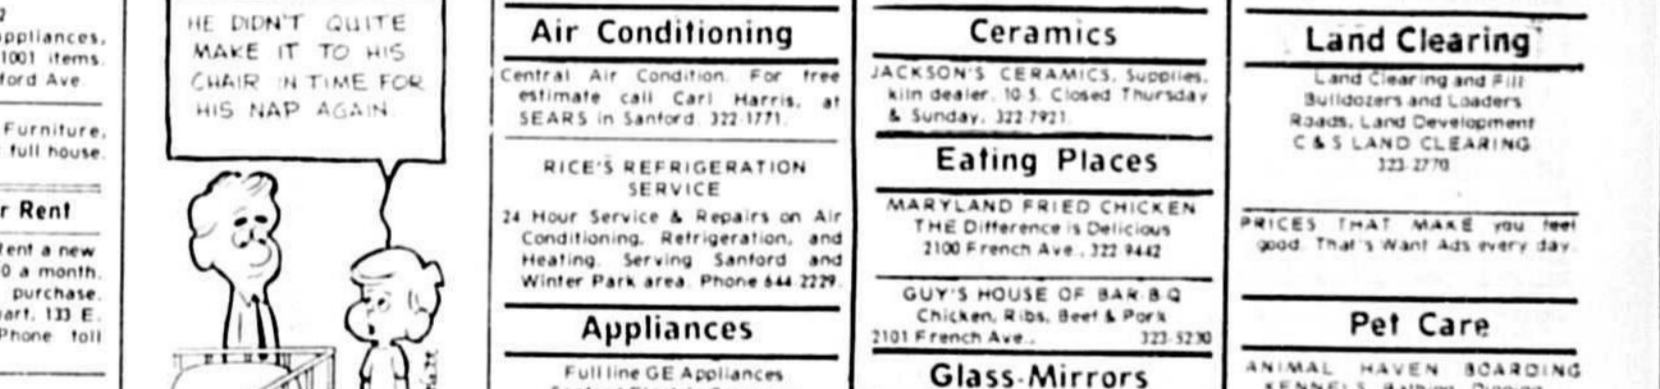 appliances,
1001 items.
ford Ave.
Furniture,
full house.
r Rent
ent a new
0 a month.
purchase.
art, 133 E.
Phone toll
HE DIDN'T QUITE
MAKE IT TO HIS
CHAIR IN TIME FOR
HIS NAP AGAIN.
Air Conditioning
Central Air Condition. For free
estimate call Carl Harris, at
SEARS in Sanford. 322-1771.
RICE'S REFRIGERATION
SERVICE
24 Hour Service & Repairs on Air
Conditioning, Refrigeration, and
Heating. Serving Sanford and
Winter Park area. Phone 644-2229.
Appliances
Full line GE Appliances
Ceramics
JACKSON'S CERAMICS, Supplies,
kiln dealer, 10-5. Closed Thursday
& Sunday, 322-7921.
Eating Places
MARYLAND FRIED CHICKEN
THE Difference is Delicious
2100 French Ave., 322-9442
GUY'S HOUSE OF BAR-B-Q
Chicken, Ribs, Beef & Pork
2101 French Ave., 323-5230
Glass-Mirrors
Land Clearing
Land Clearing and Fill
Bulldozers and Loaders
Roads, Land Development
C & S LAND CLEARING
323-2770
PRICES THAT MAKE you feel
good. That's Want Ads every day.
Pet Care
ANIMAL HAVEN BOARDING
KENNELS